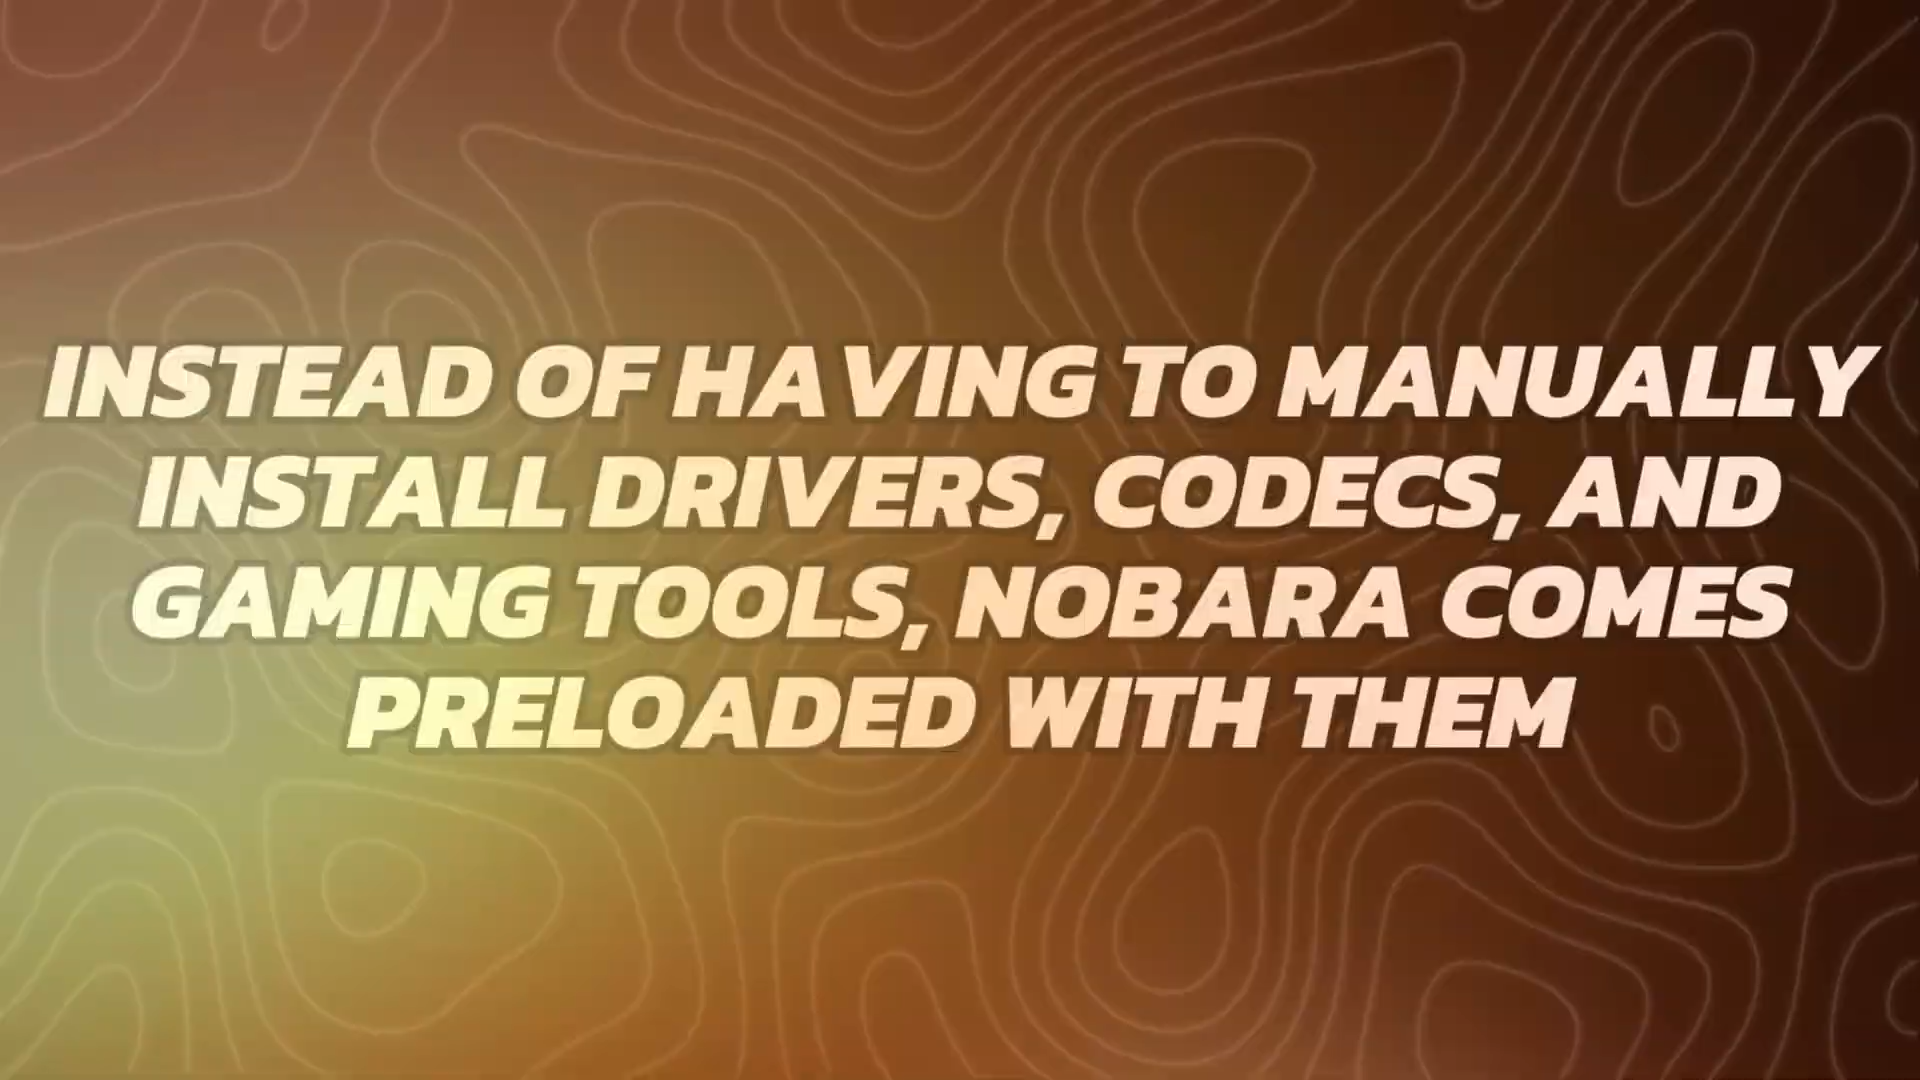 INSTEAD OF HAVING TO MANUALLY
INSTALL DRIVERS, CODECS, AND
GAMING TOOLS, NOBARA COMES
PRELOADED WITH THEM